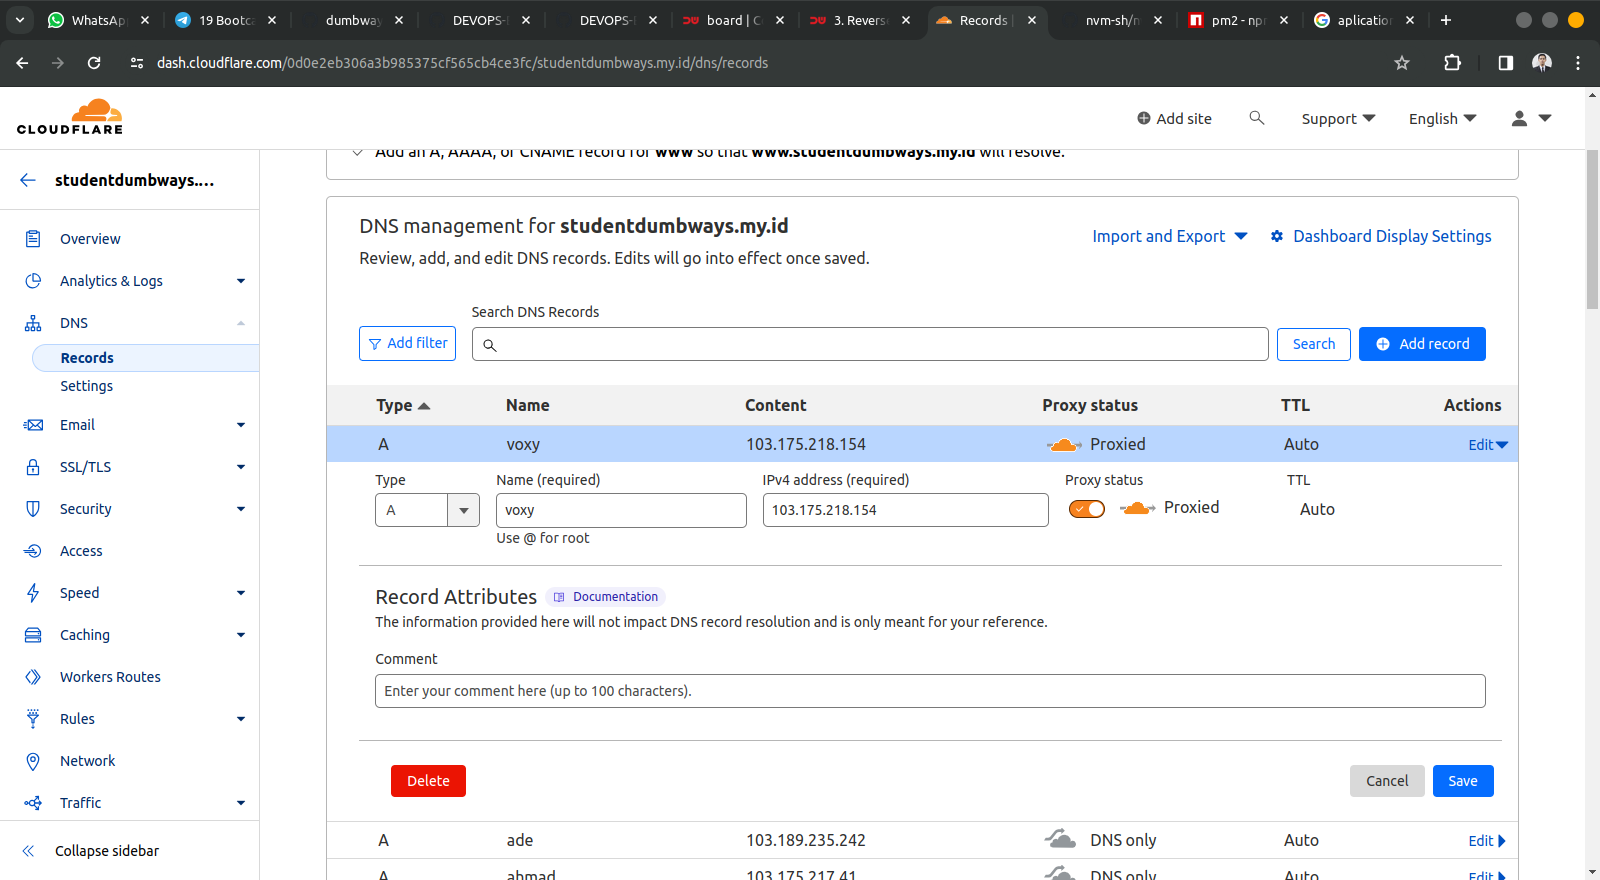 WhatsApp
19 Bootca
dumbway
DEVOPS-
DEVOPS-
board | C
3. Revers
Records |
nvm-sh/n
pm2 - np
aplication
dash.cloudflare.com/0d0e2eb306a3b985375cf565cb4ce3fc/studentdumbways.my.id/dns/records
CLOUDFLARE
Add site
Support
English
studentdumbways....
Overview
Analytics & Logs
DNS
Records
Settings
Email
SSL/TLS
Security
Access
Speed
Caching
Workers Routes
Rules
Network
Traffic
Collapse sidebar
Add an A, AAAA, or CNAME record for www so that www.studentdumbways.my.id will resolve.
DNS management for studentdumbways.my.id
Review, add, and edit DNS records. Edits will go into effect once saved.
Import and Export
Dashboard Display Settings
Search DNS Records
Add filter
Search
Add record
Type Name Content Proxy status TTL Actions
A voxy 103.175.218.154 Proxied Auto Edit
Type Name (required) IPv4 address (required) Proxy status TTL
A voxy 103.175.218.154 Proxied Auto
Use @ for root
Record Attributes Documentation
The information provided here will not impact DNS record resolution and is only meant for your reference.
Comment
Enter your comment here (up to 100 characters).
Delete Cancel Save
A ade 103.189.235.242 DNS only Auto Edit
A ahmad 103.175.217.41 DNS only Auto Edit